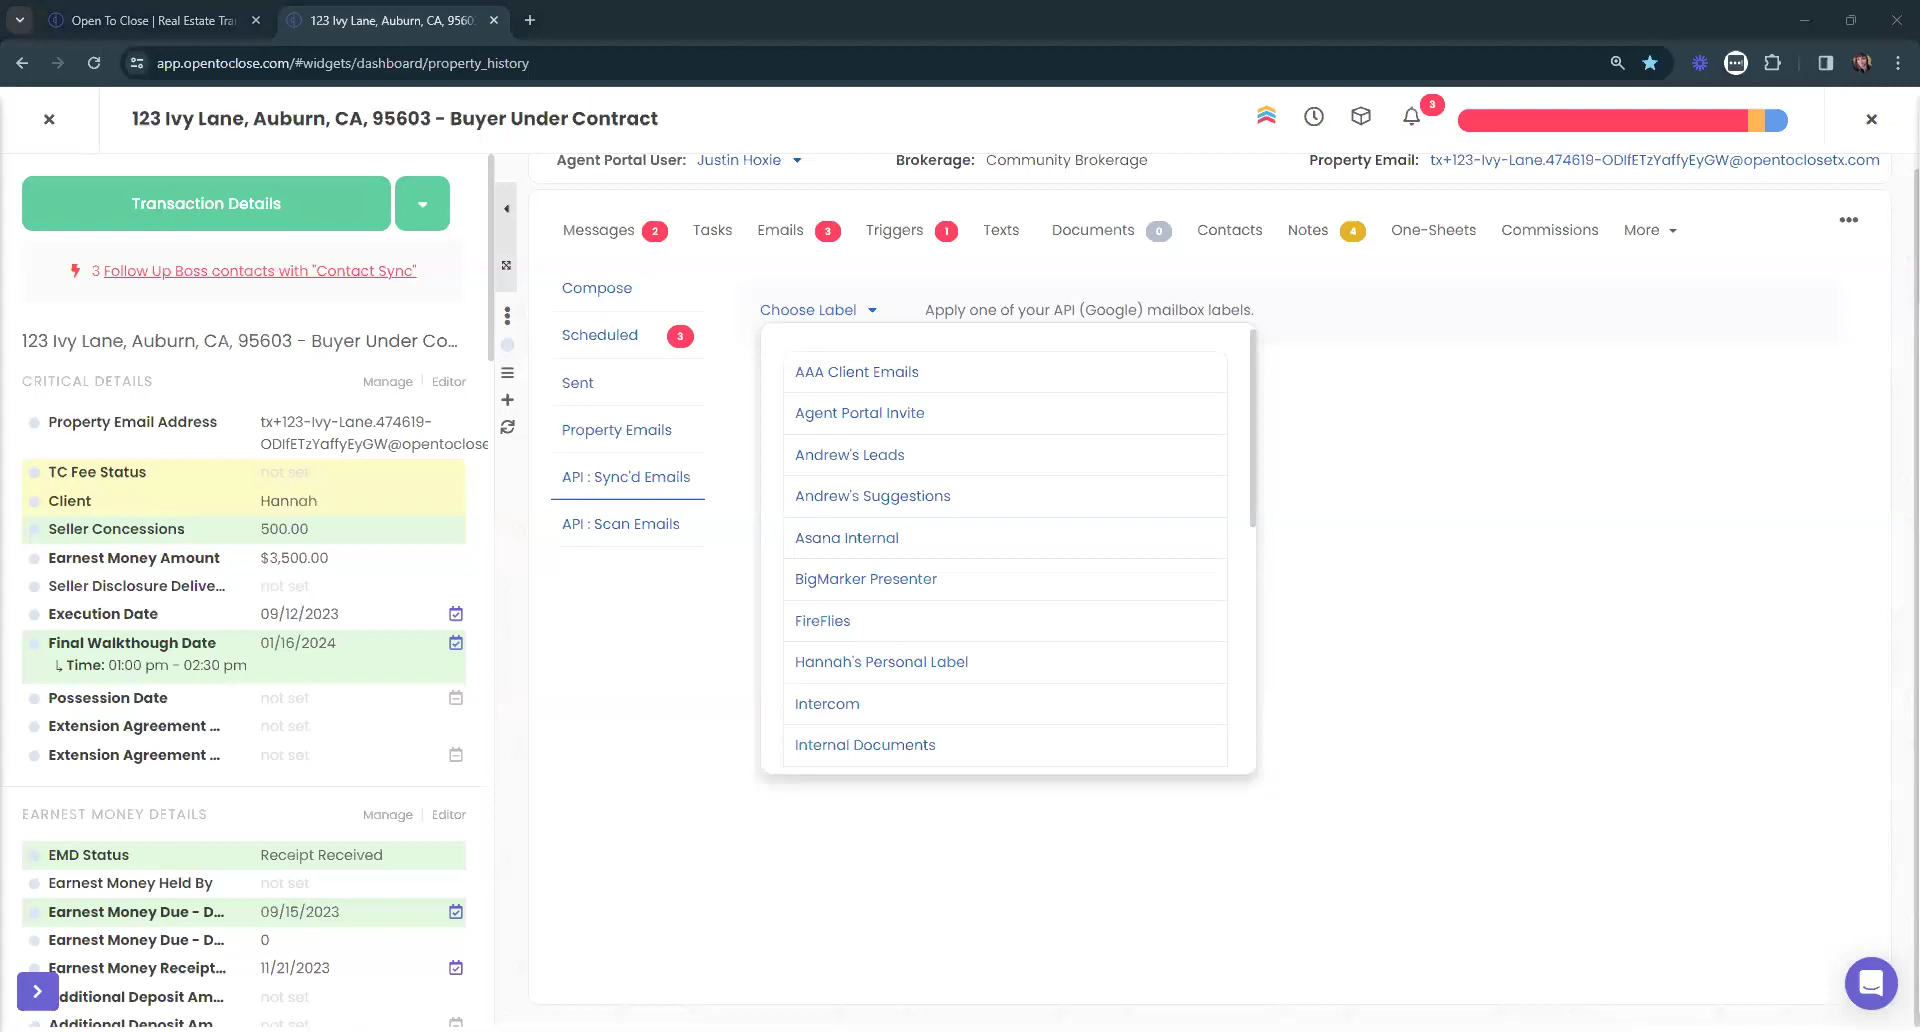 Open To Close | Real Estate Tra
123 Ivy Lane, Auburn, CA, 9560
app.opentoclose.com/#widgets/dashboard/property_history
123 Ivy Lane, Auburn, CA, 95603 - Buyer Under Contract
3
Agent Portal User: Justin Hoxie
Brokerage: Community Brokerage
Property Email: tx+123-Ivy-Lane.474619-ODIfETzYaffyEyGW@opentoclosetx.com
Transaction Details
3 Follow Up Boss contacts with "Contact Sync"
123 Ivy Lane, Auburn, CA, 95603 - Buyer Under Co...
CRITICAL DETAILS Manage Editor
Property Email Address tx+123-Ivy-Lane.474619-
ODIfETzYaffyEyGW@opentoclose
TC Fee Status not set
Client Hannah
Seller Concessions 500.00
Earnest Money Amount $3,500.00
Seller Disclosure Delive... not set
Execution Date 09/12/2023
Final Walkthough Date 01/16/2024
Time: 01:00 pm - 02:30 pm
Possession Date not set
Extension Agreement ... not set
Extension Agreement ... not set
EARNEST MONEY DETAILS Manage Editor
EMD Status Receipt Received
Earnest Money Held By not set
Earnest Money Due - D... 09/15/2023
Earnest Money Due - D... 0
Earnest Money Receipt... 11/21/2023
dditional Deposit Am... not set
Additional Deposit Am... not set
Messages 2 Tasks Emails 3 Triggers 1 Texts Documents 0 Contacts Notes 4 One-Sheets Commissions More
Compose
Scheduled 3
Sent
Property Emails
API : Sync'd Emails
API : Scan Emails
Choose Label
Apply one of your API (Google) mailbox labels.
AAA Client Emails
Agent Portal Invite
Andrew's Leads
Andrew's Suggestions
Asana Internal
BigMarker Presenter
FireFlies
Hannah's Personal Label
Intercom
Internal Documents